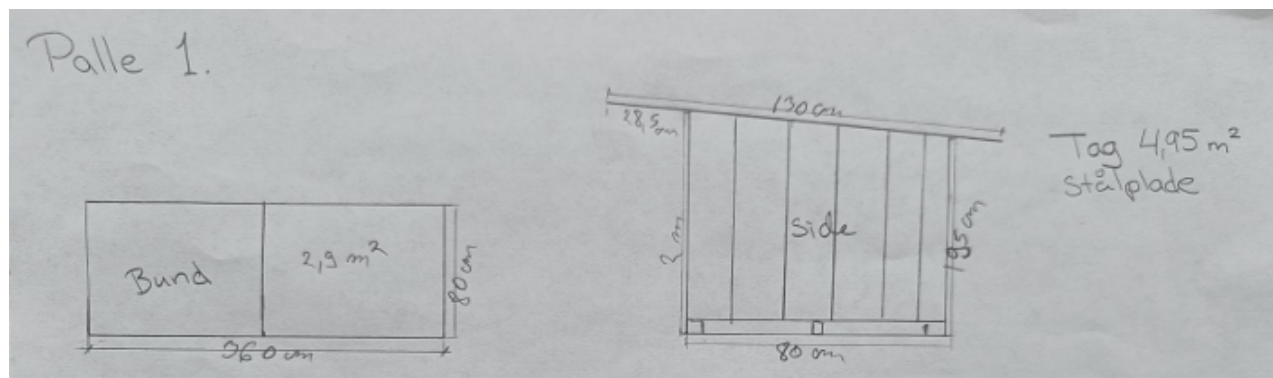 Palle 1.
130 cm
28,5 cm
Tag 4,95 m²
Stålplade
Bund
2,9 m²
80 cm
360 cm
2 m
Side
195 cm
80 cm